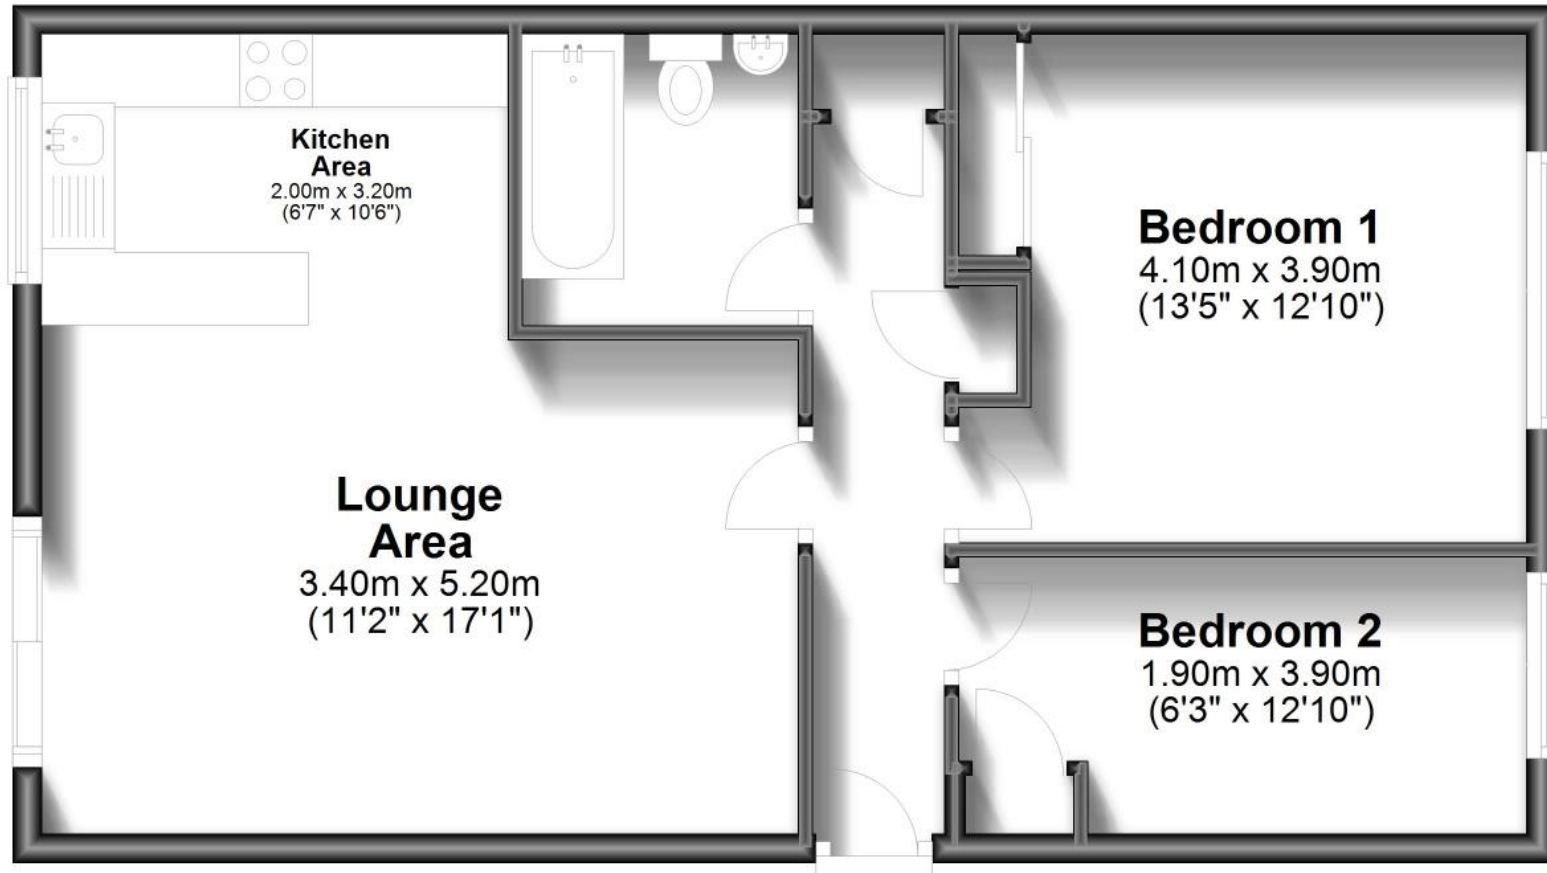 Kitchen
Area
2.00m x 3.20m
(6'7" x 10'6")
Bedroom 1
4.10m x 3.90m
(13'5" x 12'10")
Lounge
Area
3.40m x 5.20m
(11'2" x 17'1")
Bedroom 2
1.90m x 3.90m
(6'3" x 12'10")